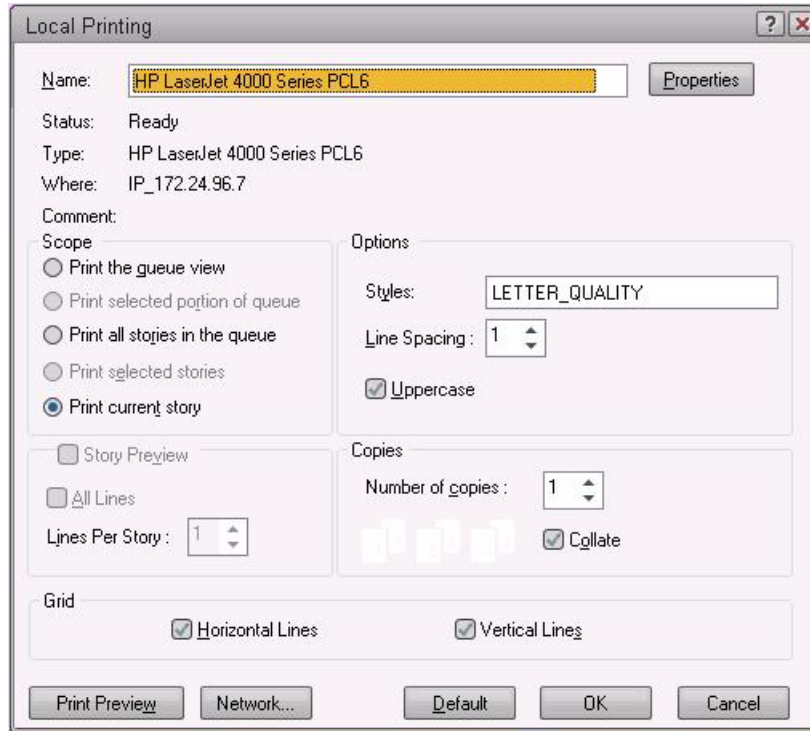 Local Printing
Name: HP LaserJet 4000 Series PCL6 Properties
Status: Ready
Type: HP LaserJet 4000 Series PCL6
Where: IP_172.24.96.7
Comment:
Scope
Print the queue view
Print selected portion of queue
Print all stories in the queue
Print selected stories
Print current story
Options
Styles: LETTER_QUALITY
Line Spacing : 1
Uppercase
Story Preview
All Lines
Lines Per Story : 1
Copies
Number of copies : 1
Collate
Grid
Horizontal Lines Vertical Lines
Print Preview Network... Default OK Cancel